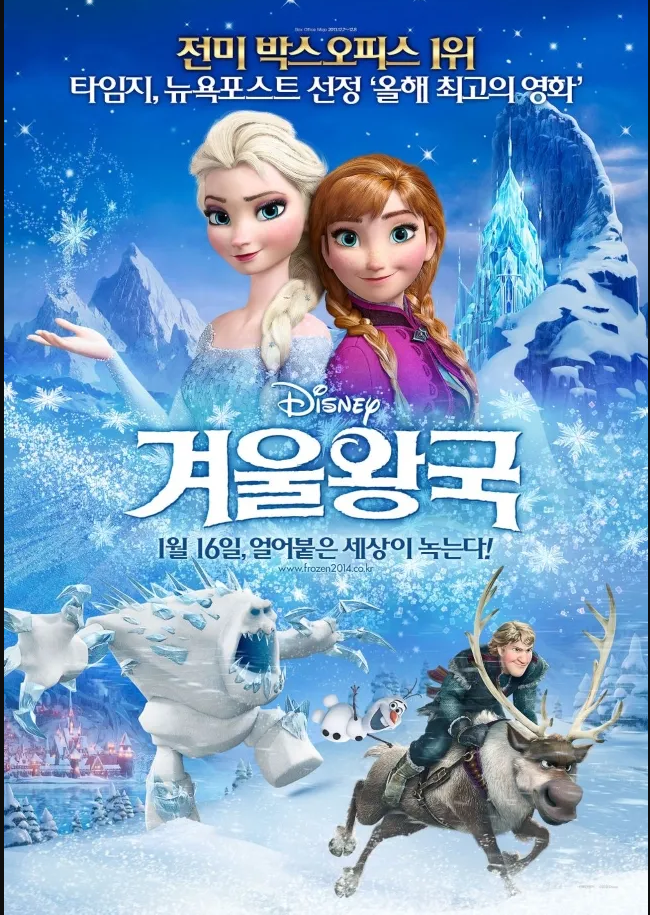 전미 박스오피스 1위
타임지, 뉴욕포스트 선정 ‘올해 최고의 영화’
Disney
겨울왕국
1월 16일, 얼어붙은 세상이 녹는다!
www.frozen2014.co.kr